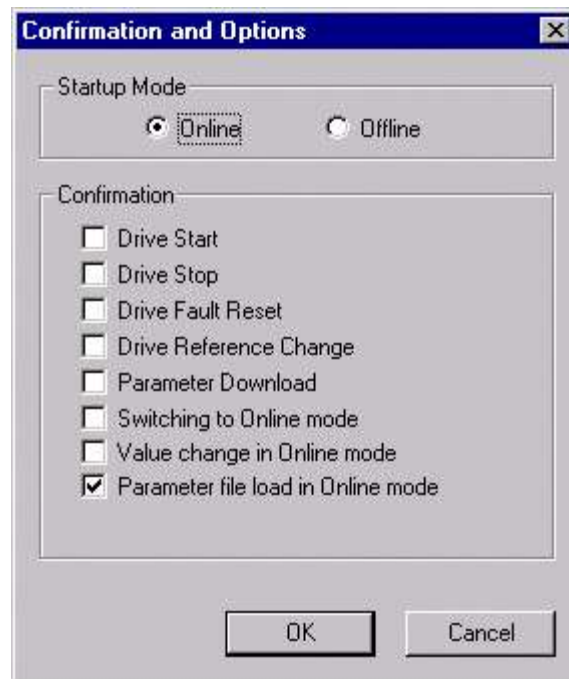 Confirmation and Options
Startup Mode
Online Offline
Confirmation
Drive Start
Drive Stop
Drive Fault Reset
Drive Reference Change
Parameter Download
Switching to Online mode
Value change in Online mode
Parameter file load in Online mode
OK Cancel